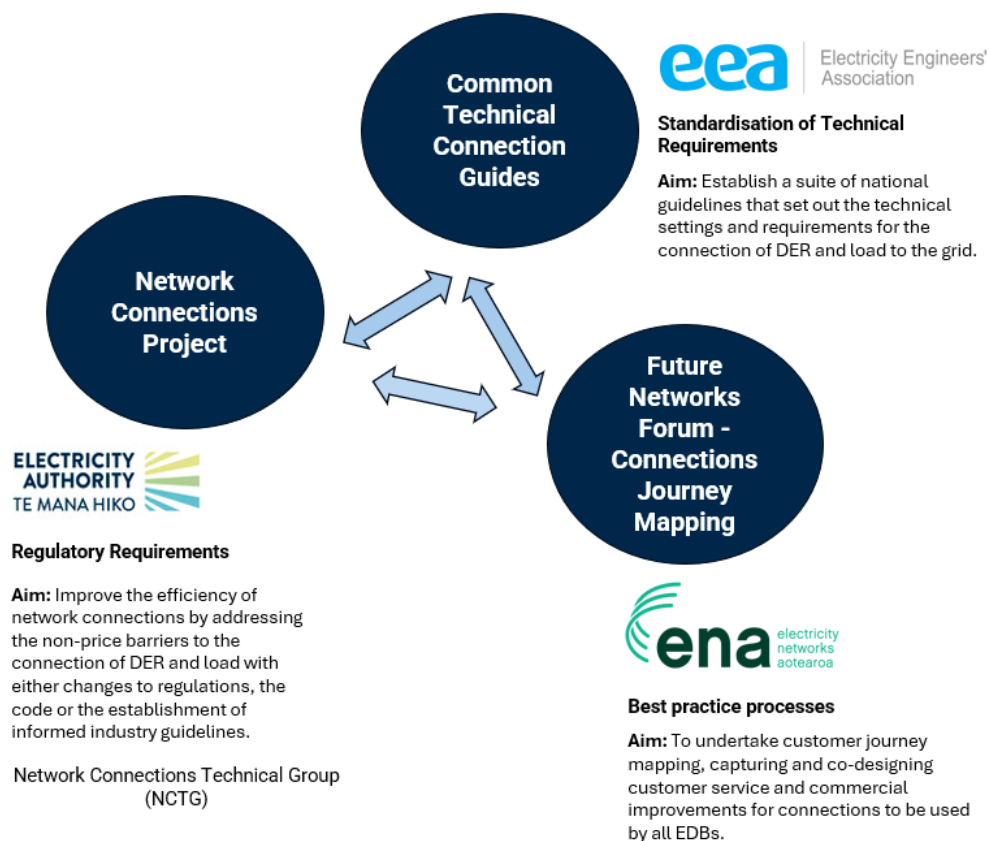 Common
Technical
Connection
Guides
eea
Electricity Engineers'
Association
Standardisation of Technical
Requirements
Aim: Establish a suite of national
guidelines that set out the technical
settings and requirements for the
connection of DER and load to the grid.
Network
Connections
Project
Future
Networks
Forum -
Connections
Journey
Mapping
ELECTRICITY
AUTHORITY
TE MANA HIKO
Regulatory Requirements
Aim: Improve the efficiency of
network connections by addressing
the non-price barriers to the
connection of DER and load with
either changes to regulations, the
code or the establishment of
informed industry guidelines.
Network Connections Technical Group
(NCTG)
ena
electricity
networks
aotearoa
Best practice processes
Aim: To undertake customer journey
mapping, capturing and co-designing
customer service and commercial
improvements for connections to be used
by all EDBs.